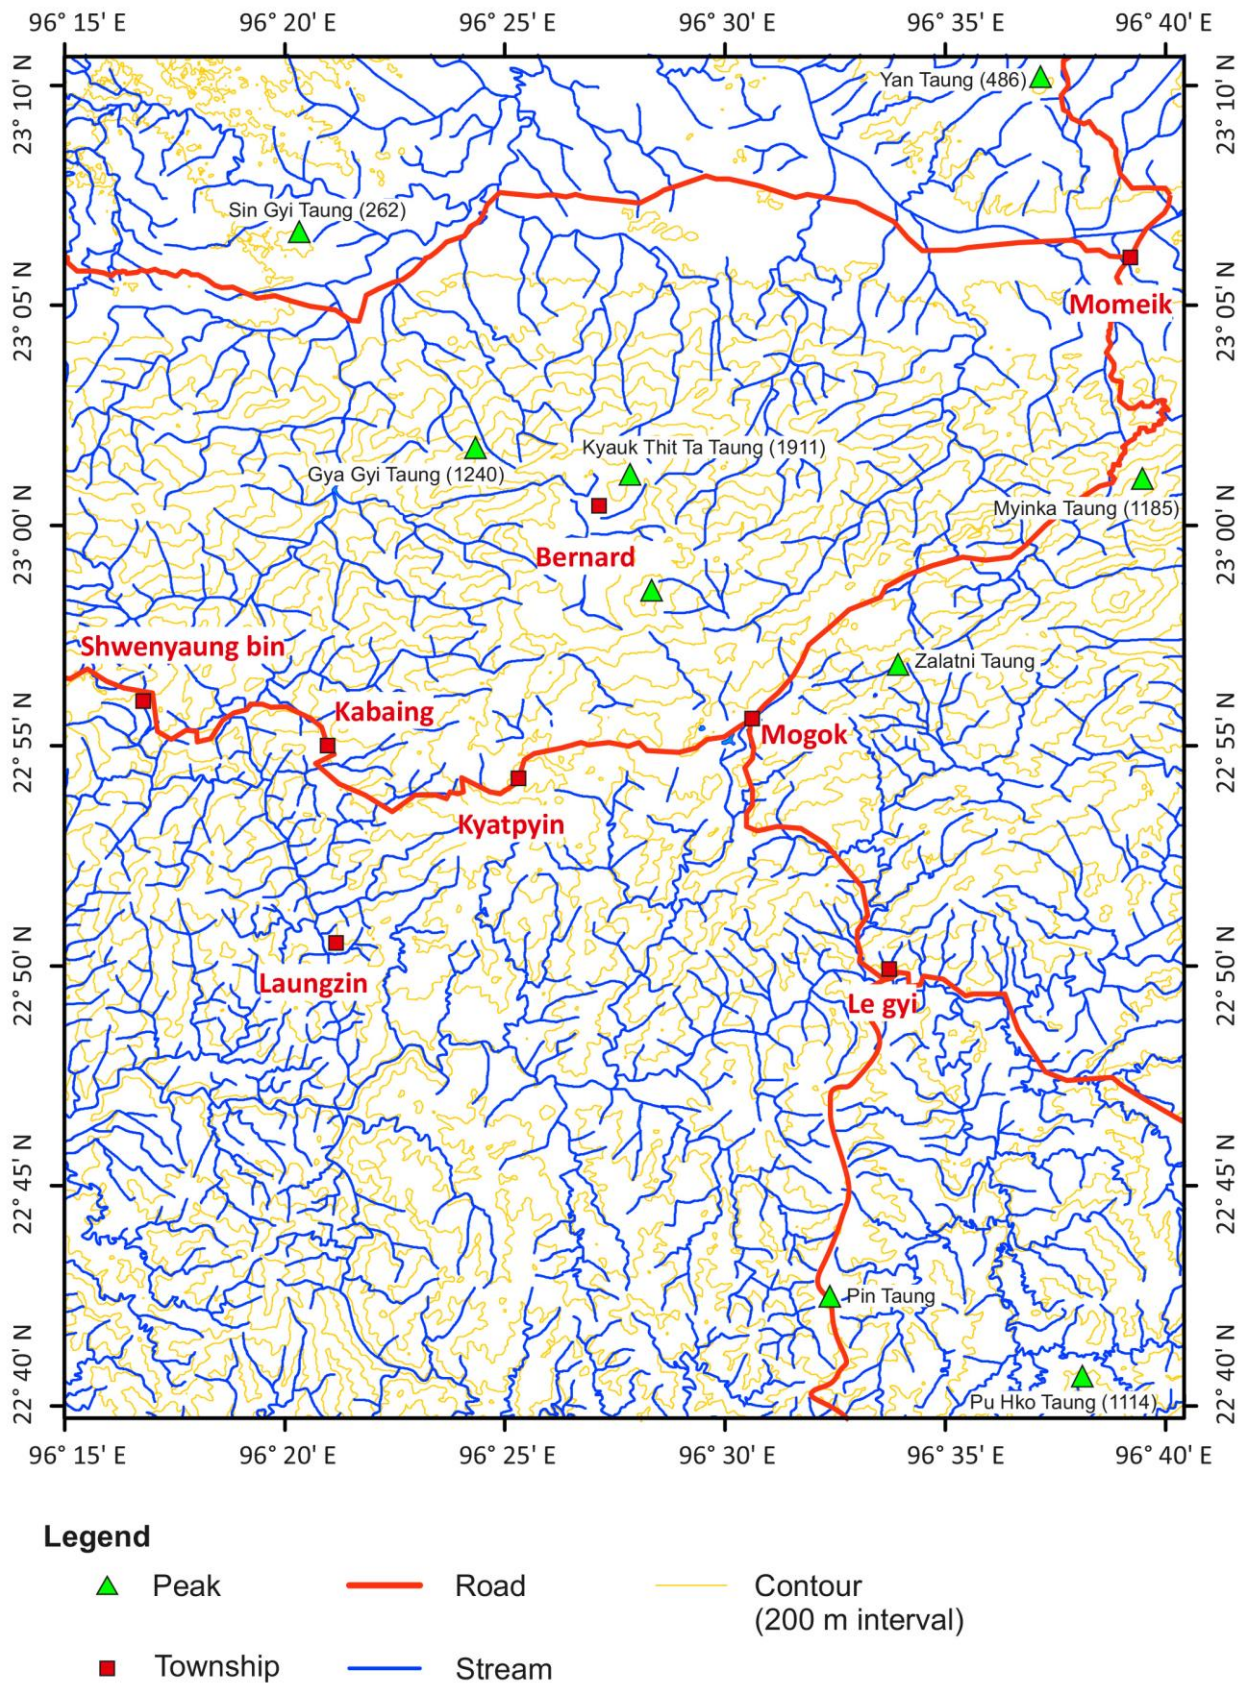 96° 15' E 96° 20' E 96° 25' E 96° 30' E 96° 35' E 96° 40' E
23° 10' N
Yan Taung (486)
23° 10' N
Sin Gyi Taung (262)
23° 05' N
Momeik
23° 05' N
Kyauk Thit Ta Taung (1911)
Gya Gyi Taung (1240)
Myinka Taung (1185)
23° 00' N
Bernard
23° 00' N
Shwenyaung bin
Zalatni Taung
Kabaing
Mogok
22° 55' N
22° 55' N
Kyatpyin
22° 50' N
Laungzin
Le gyi
22° 50' N
22° 45' N
22° 45' N
Pin Taung
22° 40' N
Pu Hko Taung (1114)
22° 40' N
96° 15' E 96° 20' E 96° 25' E 96° 30' E 96° 35' E 96° 40' E
Legend
Peak
Road
Contour
(200 m interval)
Township
Stream